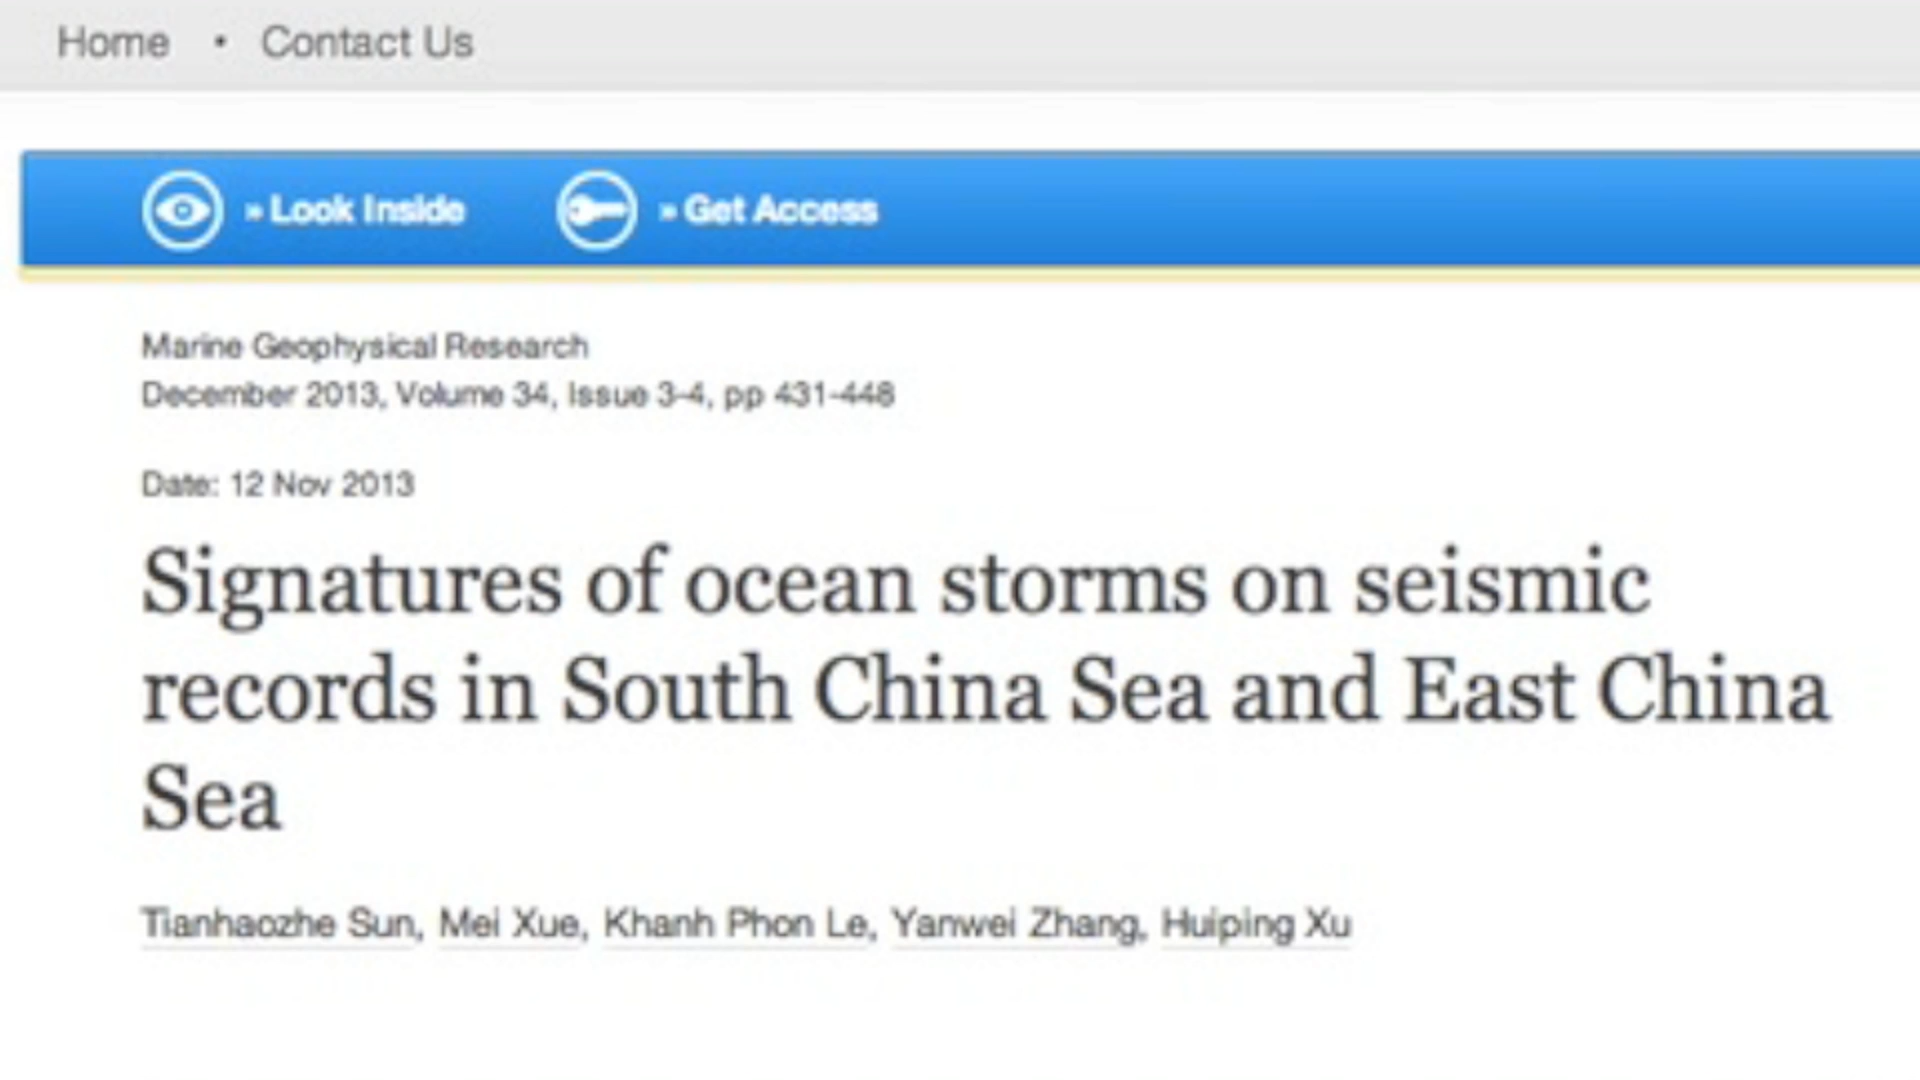 Home • Contact Us
» Look Inside » Get Access
Marine Geophysical Research
December 2013, Volume 34, Issue 3-4, pp 431-448
Date: 12 Nov 2013
Signatures of ocean storms on seismic
records in South China Sea and East China
Sea
Tianhaozhe Sun, Mei Xue, Khanh Phon Le, Yanwei Zhang, Huiping Xu